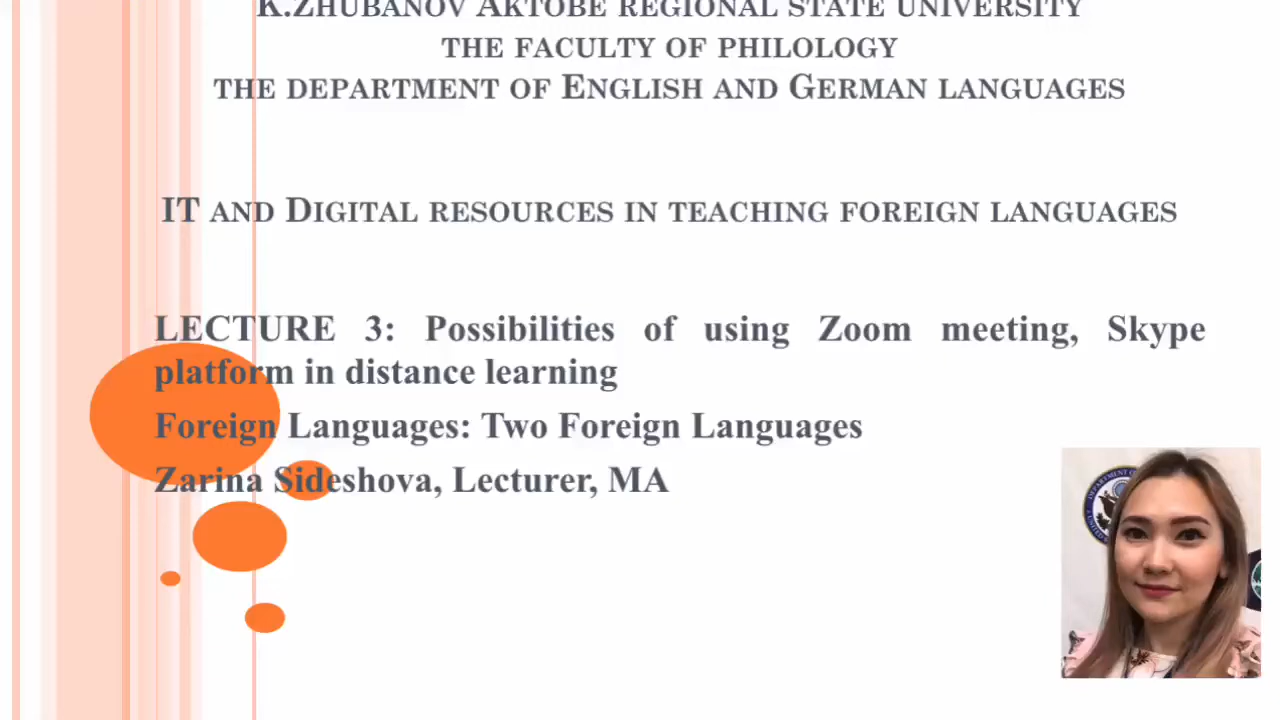 K.ZHUBANOV AKTOBE REGIONAL STATE UNIVERSITY
THE FACULTY OF PHILOLOGY
THE DEPARTMENT OF ENGLISH AND GERMAN LANGUAGES
IT AND DIGITAL RESOURCES IN TEACHING FOREIGN LANGUAGES
LECTURE 3: Possibilities of using Zoom meeting, Skype
platform in distance learning
Foreign Languages: Two Foreign Languages
Zarina Sideshova, Lecturer, MA